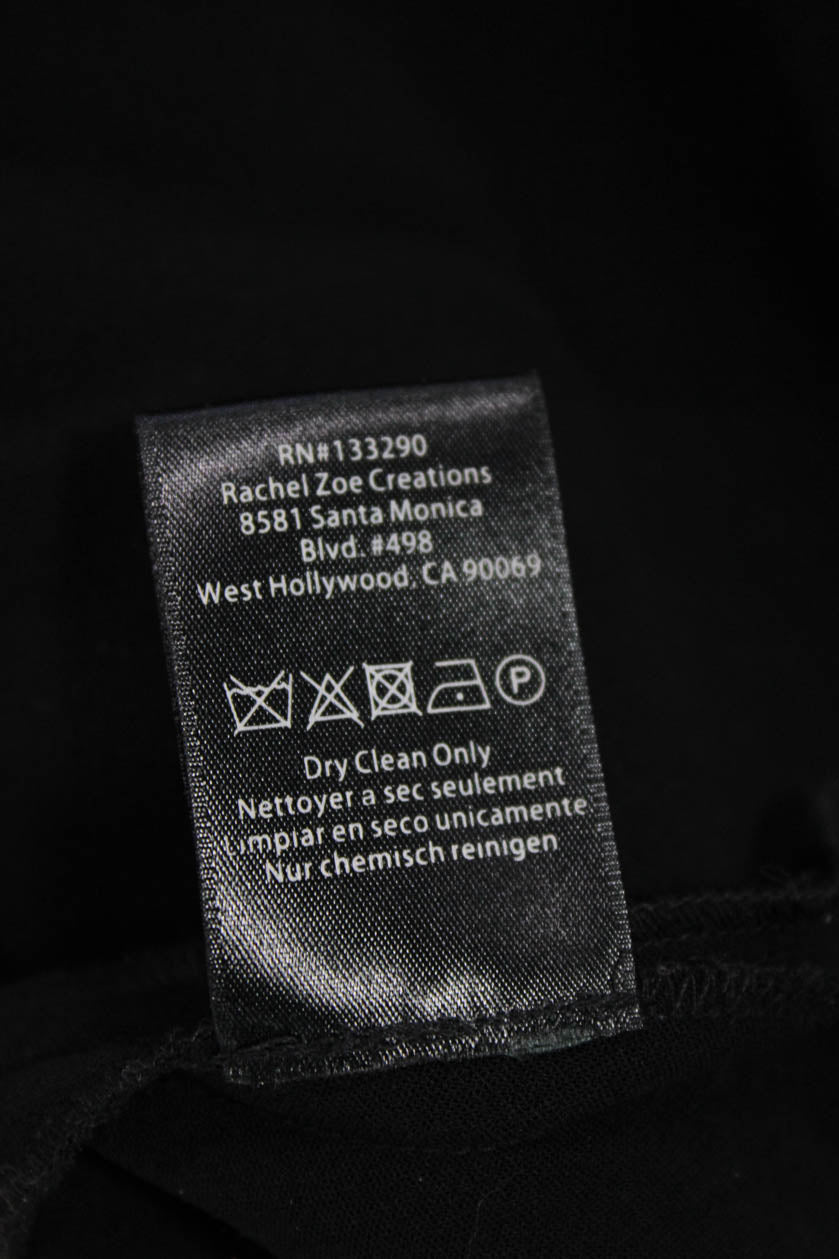 RN#133290
Rachel Zoe Creations
8581 Santa Monica
Blvd. #498
West Hollywood, CA 90069
P
Dry Clean Only
Nettoyer a sec seulement
Limpiar en seco unicamente
Nur chemisch reinigen